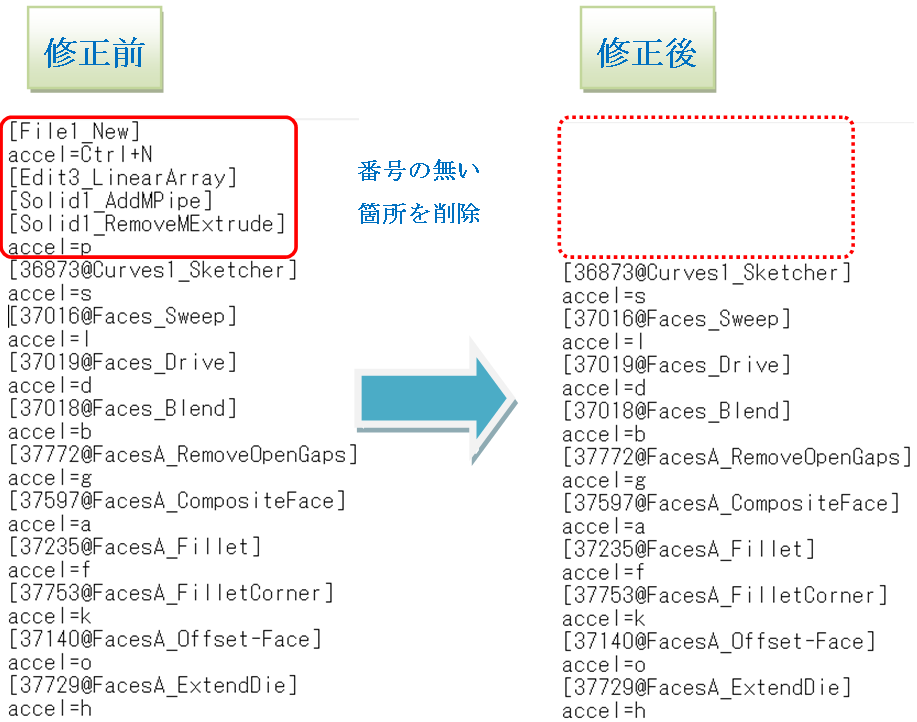 修正前
[File1_New]
accel=Ctrl+N
[Edit3_LinearArray]
[Solid1_AddMPipe]
[Solid1_RemoveMExtrude]
accel=p
[36873@Curves1_Sketcher]
accel=s
[37016@Faces_Sweep]
accel=l
[37019@Faces_Drive]
accel=d
[37018@Faces_Blend]
accel=b
[37772@FacesA_RemoveOpenGaps]
accel=g
[37597@FacesA_CompositeFace]
accel=a
[37235@FacesA_Fillet]
accel=f
[37753@FacesA_FilletCorner]
accel=k
[37140@FacesA_Offset-Face]
accel=o
[37729@FacesA_ExtendDie]
accel=h
番号の無い
箇所を削除
修正後
[36873@Curves1_Sketcher]
accel=s
[37016@Faces_Sweep]
accel=l
[37019@Faces_Drive]
accel=d
[37018@Faces_Blend]
accel=b
[37772@FacesA_RemoveOpenGaps]
accel=g
[37597@FacesA_CompositeFace]
accel=a
[37235@FacesA_Fillet]
accel=f
[37753@FacesA_FilletCorner]
accel=k
[37140@FacesA_Offset-Face]
accel=o
[37729@FacesA_ExtendDie]
accel=h